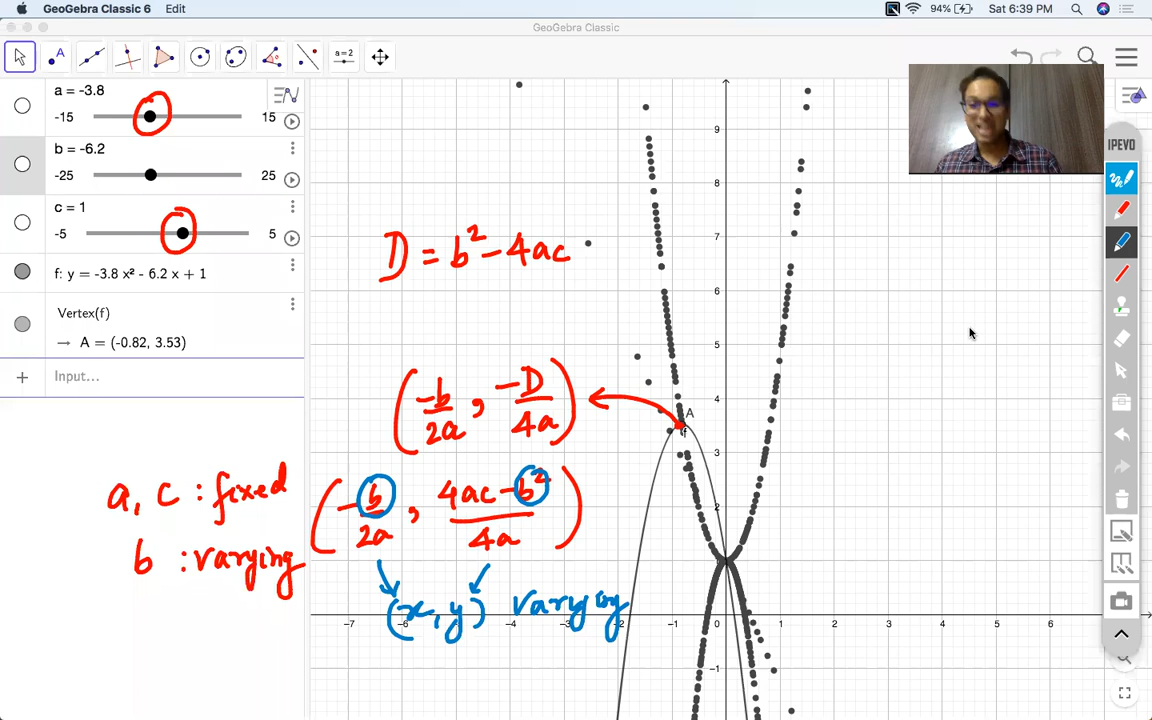 GeoGebra Classic 6 Edit 94% Sat 6:39 PM
GeoGebra Classic
A a=2
a = -3.8
-15 15
b = -6.2
-25 25
c = 1
-5 5
f: y = -3.8 x² - 6.2 x + 1
Vertex(f)
→ A = (-0.82, 3.53)
+ Input...
IPEVO
9
8
7
6
5
4
3
2
-7 -6 -5 -4 -2 -1 0 1 2 3 4 5 6
-1
A
f
D = b² - 4ac
(-b/2a, -D/4a)
a, c : fixed
(-b/2a, (4ac - b²)/4a)
b : varying
(x, y) varying